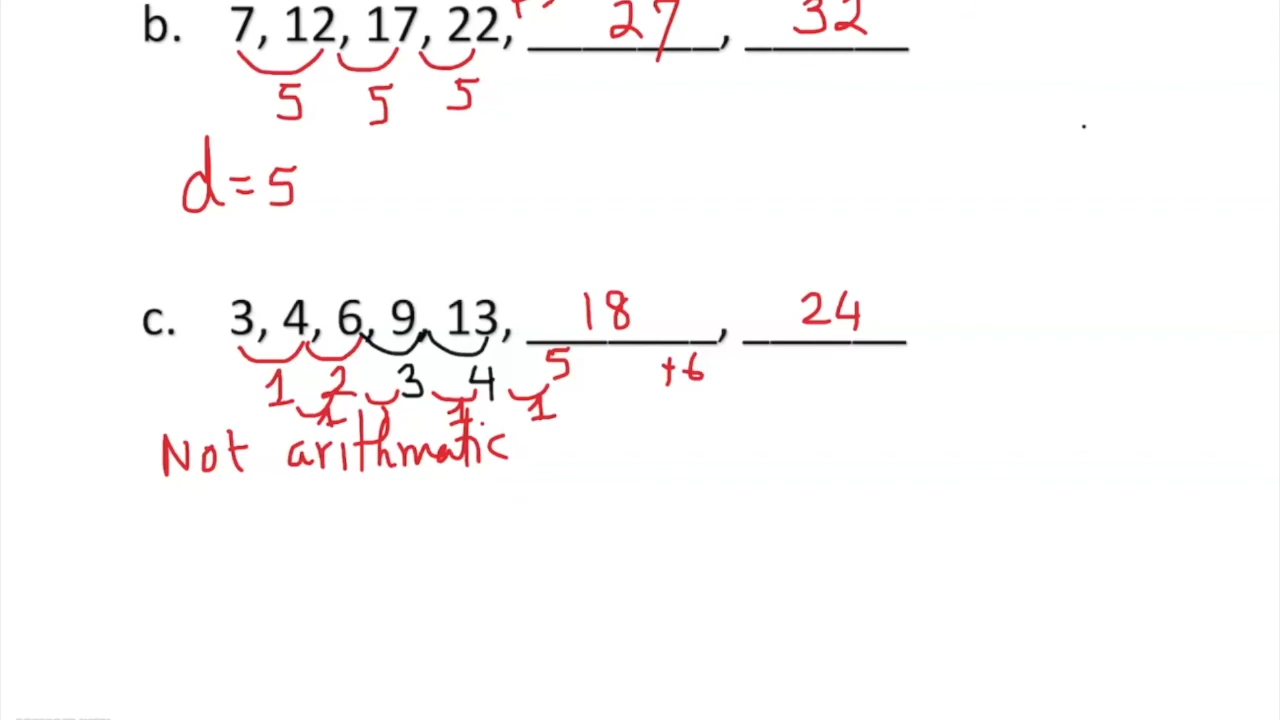 b. 7, 12, 17, 22, 27, 32
5 5 5
d = 5
c. 3, 4, 6, 9, 13, 18, 24
1 2 3 4 5 +6
1 1 1
Not arithmatic